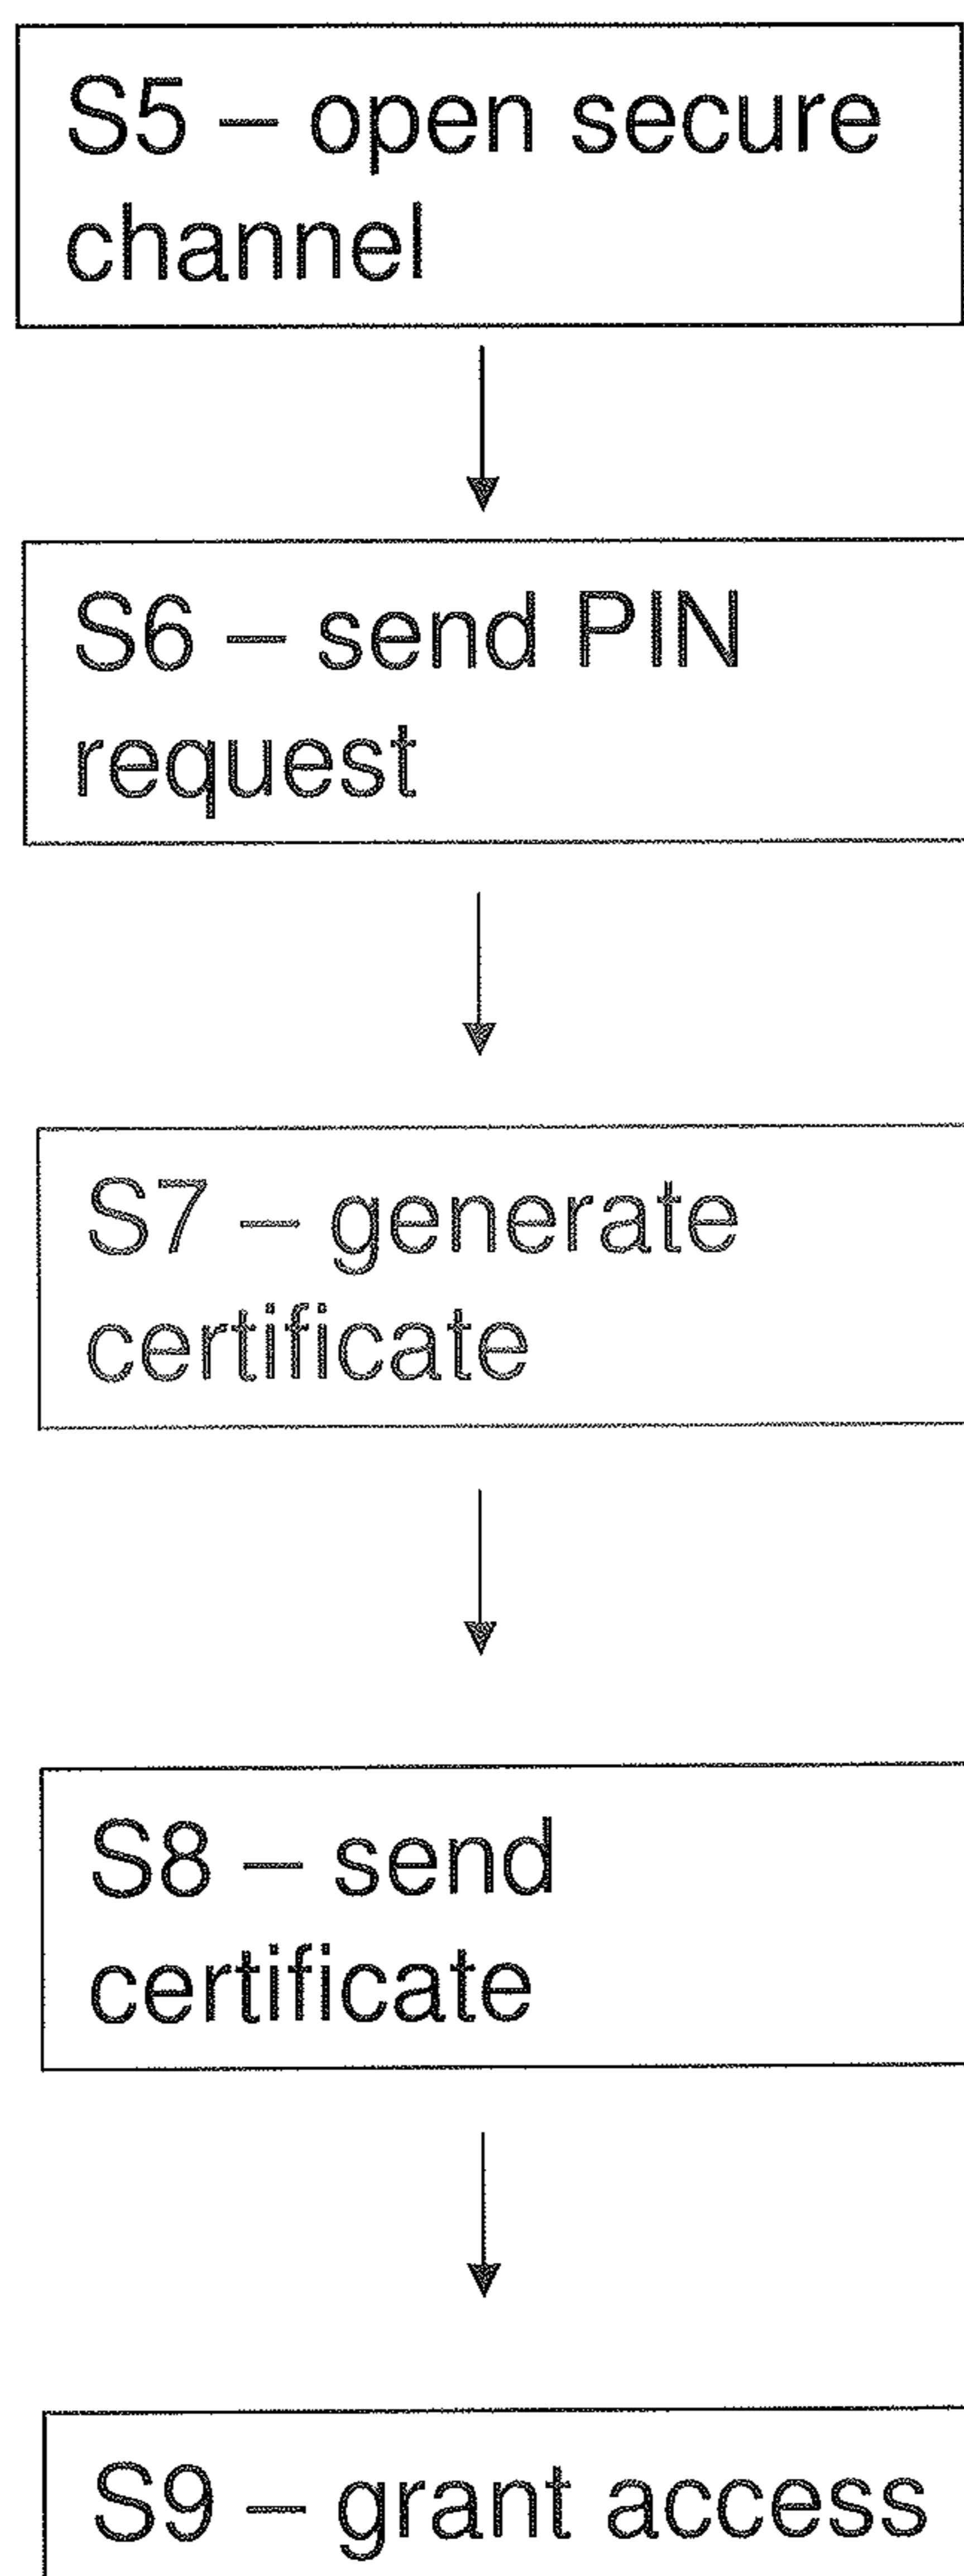 S5 – open secure
channel
S6 – send PIN
request
S7 – generate
certificate
S8 – send
certificate
S9 – grant access